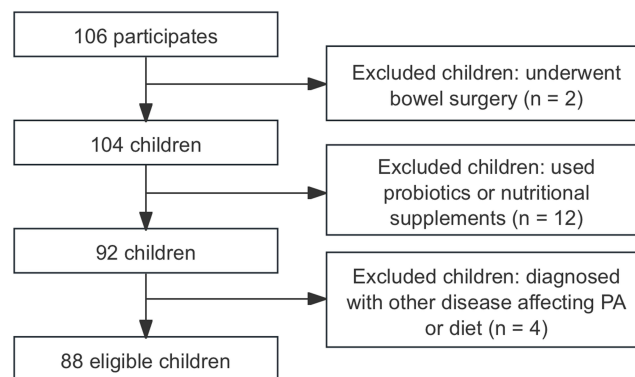 106 participates
Excluded children: underwent
bowel surgery (n = 2)
104 children
Excluded children: used
probiotics or nutritional
supplements (n = 12)
92 children
Excluded children: diagnosed
with other disease affecting PA
or diet (n = 4)
88 eligible children